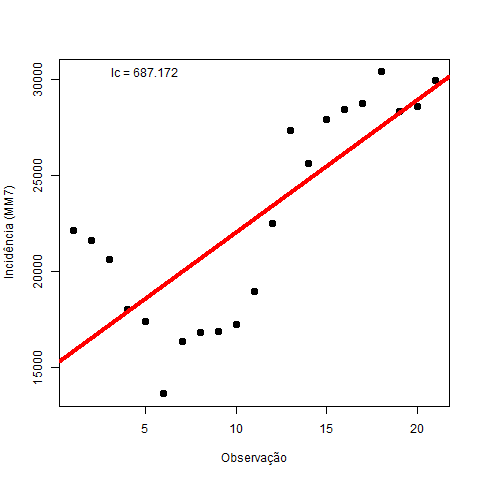 Ic = 687.172
30000
25000
20000
15000
Incidência (MM7)
5 10 15 20
Observação